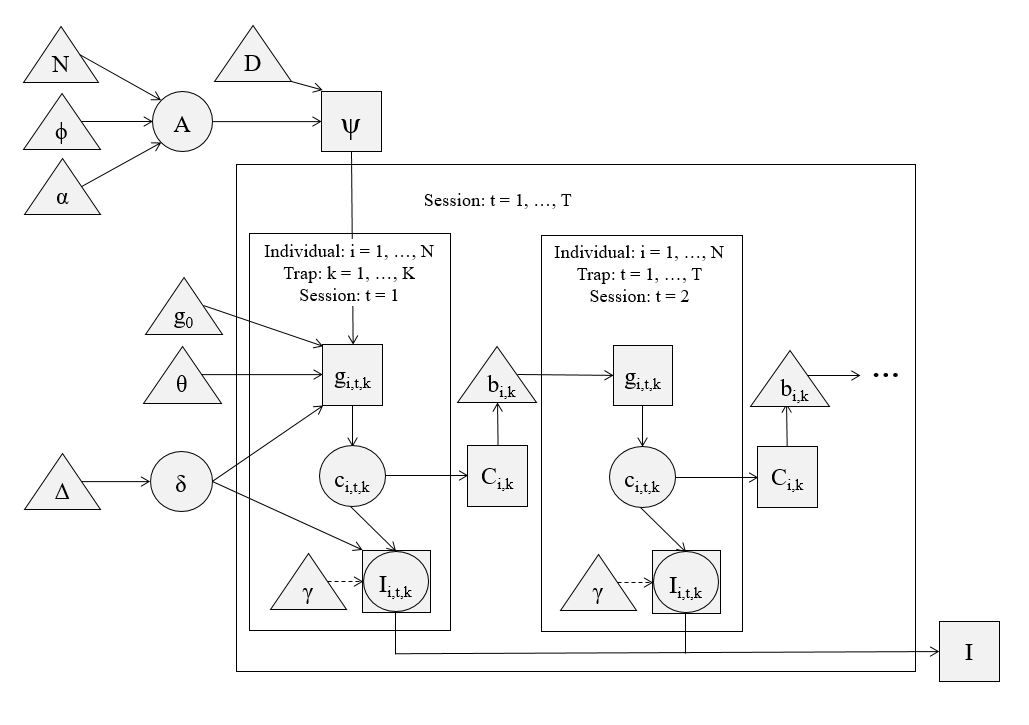 N
D
ϕ
A
ψ
α
Session: t = 1, …, T
Individual: i = 1, …, N
Trap: k = 1, …, K
Session: t = 1
Individual: i = 1, …, N
Trap: t = 1, …, T
Session: t = 2
g0
θ
gi,t,k
bi,k
gi,t,k
bi,k
...
Δ
δ
ci,t,k
Ci,k
ci,t,k
Ci,k
γ
Ii,t,k
γ
Ii,t,k
I